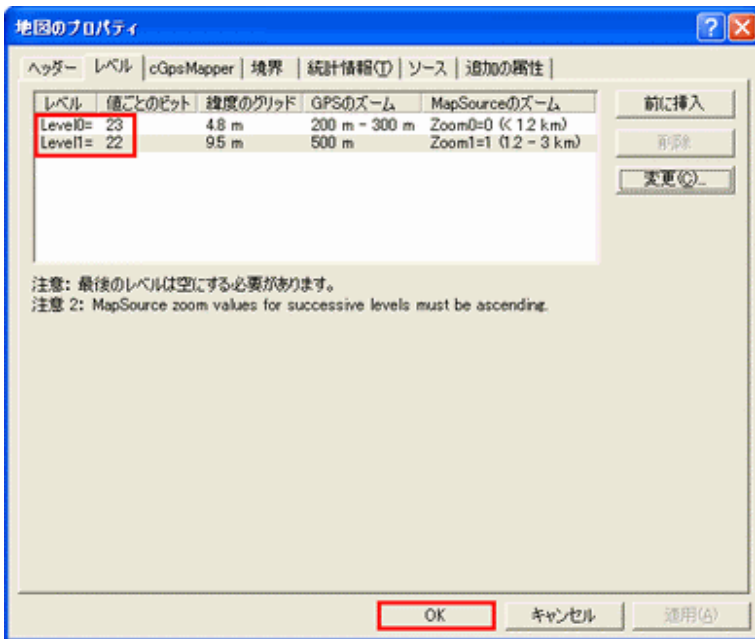 地図のプロパティ
ヘッダー レベル cGpsMapper 境界 統計情報(T) ソース 追加の属性
レベル 値ごとのビット 緯度のグリッド GPSのズーム MapSourceのズーム
Level0= 23 4.8 m 200 m - 300 m Zoom0=0 (< 1.2 km)
Level1= 22 9.5 m 500 m Zoom1=1 (1.2 - 3 km)
前に挿入
削除
変更(C)...
注意: 最後のレベルは空にする必要があります。
注意 2: MapSource zoom values for successive levels must be ascending.
OK キャンセル 適用(A)